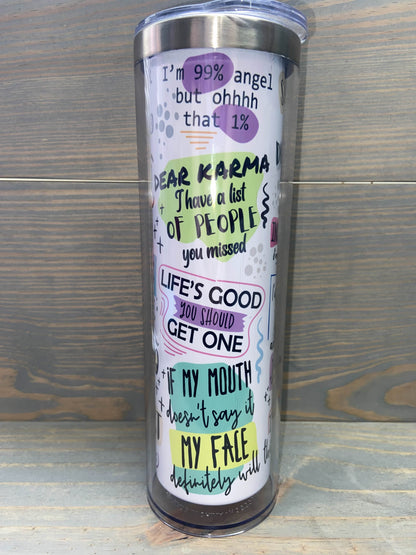 I'm 99% angel
but ohhhh
that 1%
DEAR KARMA
I have a list
OF PEOPLE
you missed
LIFE'S GOOD
YOU SHOULD
GET ONE
IF MY MOUTH
doesn't say it
MY FACE
definitely will